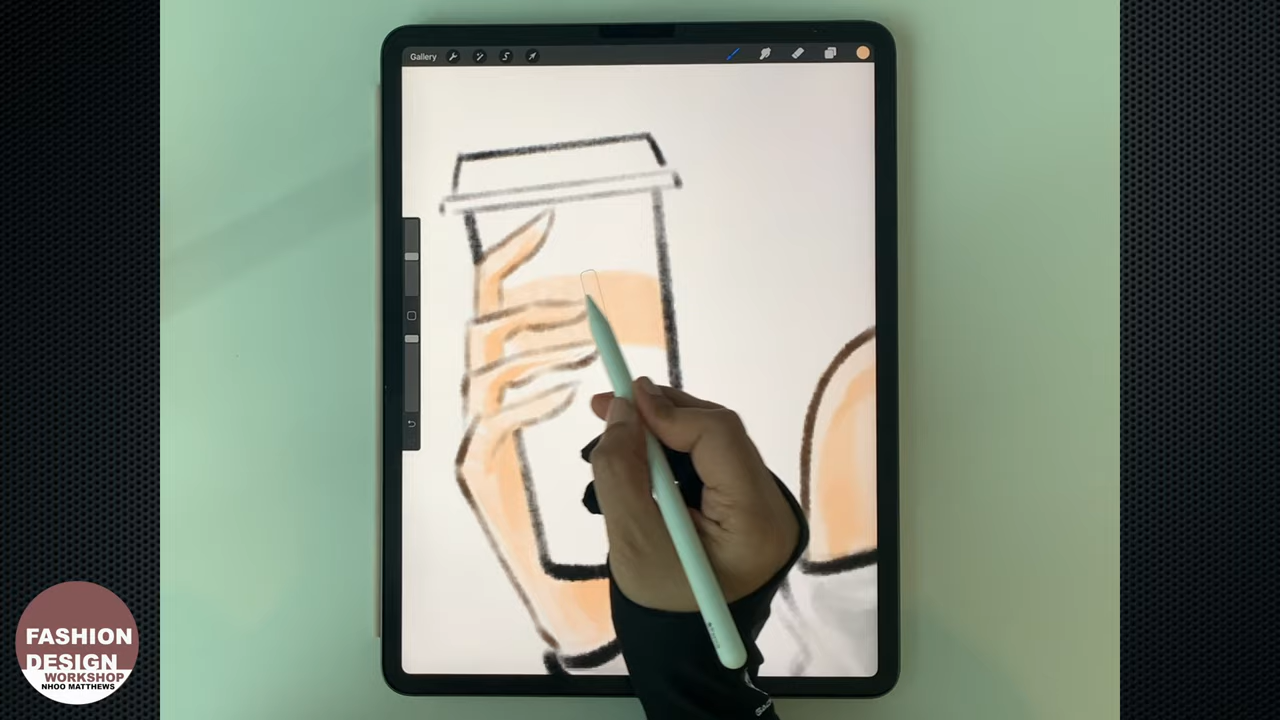 Gallery
FASHION
DESIGN
WORKSHOP
NHOO MATTHEWS